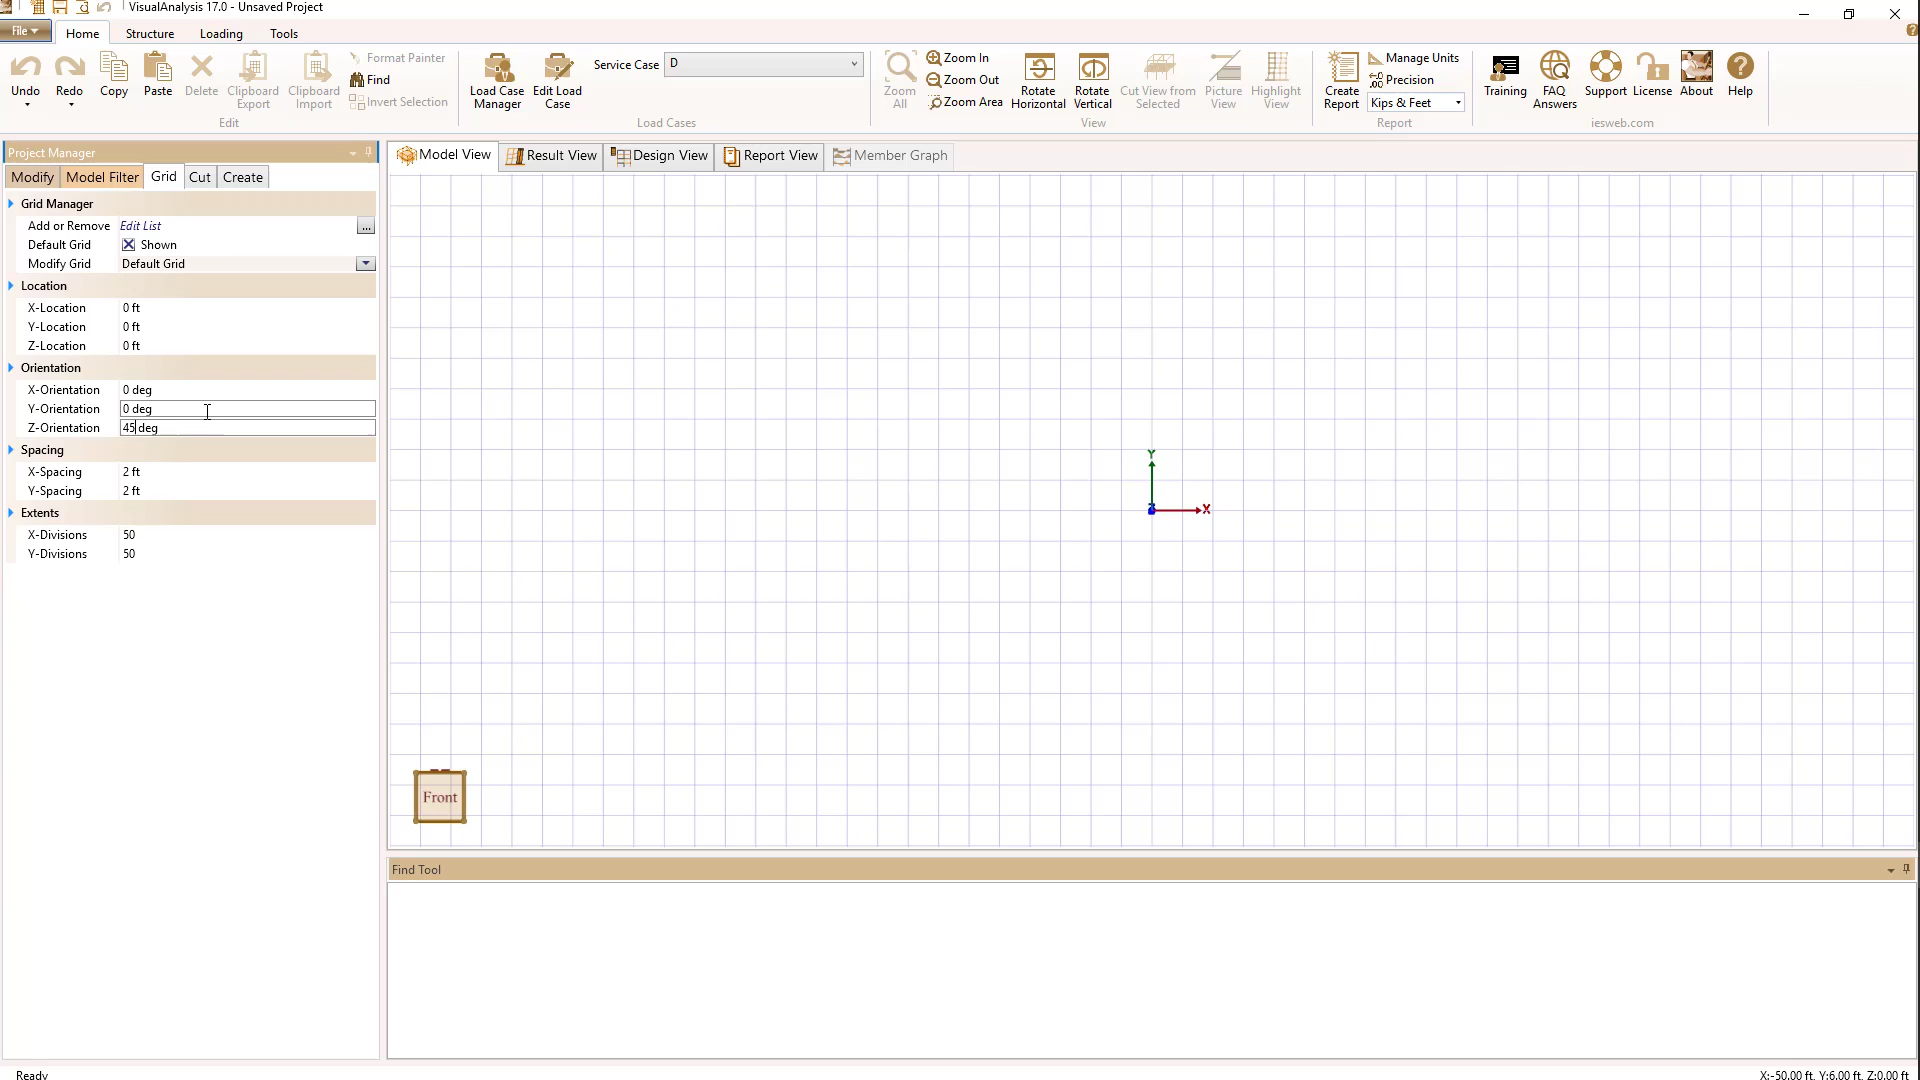 VisualAnalysis 17.0 - Unsaved Project
File
Home
Structure
Loading
Tools
Undo
Redo
Copy
Paste
Delete
Clipboard Export
Clipboard Import
Format Painter
Find
Invert Selection
Edit
Load Case Manager
Edit Load Case
Service Case
D
Load Cases
Zoom All
Zoom In
Zoom Out
Zoom Area
Rotate Horizontal
Rotate Vertical
Cut View from Selected
Picture View
Highlight View
View
Create Report
Manage Units
Precision
Kips & Feet
Report
Training
FAQ Answers
Support
License
About
Help
iesweb.com
Project Manager
Modify
Model Filter
Grid
Cut
Create
Grid Manager
Add or Remove Edit List ...
Default Grid Shown
Modify Grid Default Grid
Location
X-Location 0 ft
Y-Location 0 ft
Z-Location 0 ft
Orientation
X-Orientation 0 deg
Y-Orientation 0 deg
Z-Orientation 45 deg
Spacing
X-Spacing 2 ft
Y-Spacing 2 ft
Extents
X-Divisions 50
Y-Divisions 50
Model View
Result View
Design View
Report View
Member Graph
Y
Z
X
Front
Find Tool
Ready
X:-50.00 ft, Y:6.00 ft, Z:0.00 ft